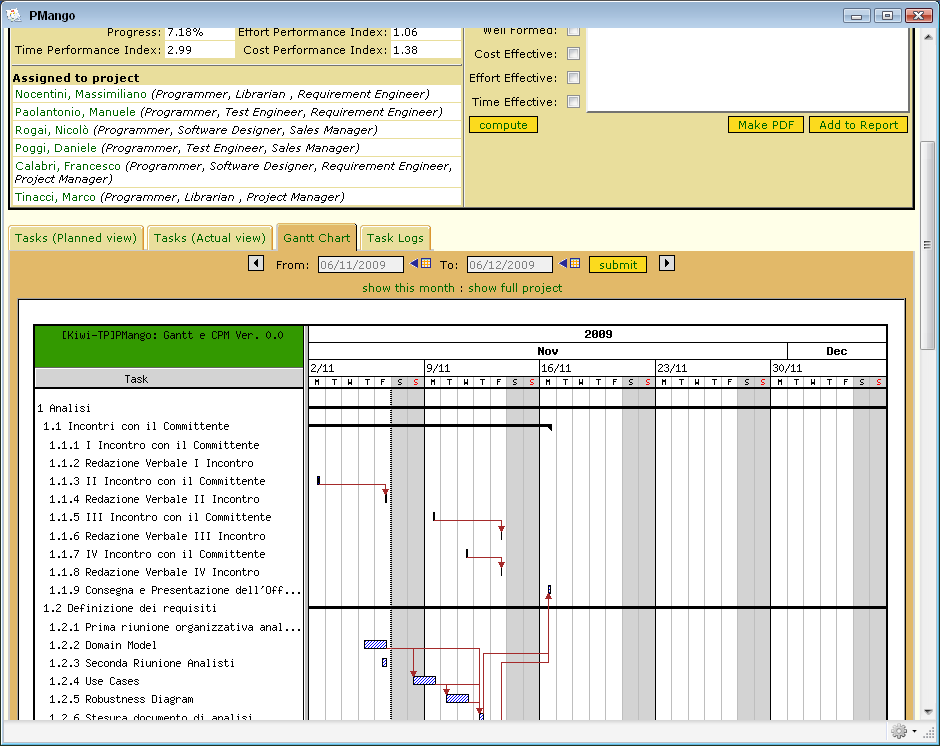 PMango
Progress: 7.18% Effort Performance Index: 1.06
Time Performance Index: 2.99 Cost Performance Index: 1.38
Well Formed:
Cost Effective:
Effort Effective:
Time Effective:
compute Make PDF Add to Report
Assigned to project
Nocentini, Massimiliano (Programmer, Librarian , Requirement Engineer)
Paolantonio, Manuele (Programmer, Test Engineer, Requirement Engineer)
Rogai, Nicolò (Programmer, Software Designer, Sales Manager)
Poggi, Daniele (Programmer, Test Engineer, Sales Manager)
Calabri, Francesco (Programmer, Software Designer, Requirement Engineer,
Project Manager)
Tinacci, Marco (Programmer, Librarian , Project Manager)
Tasks (Planned view) Tasks (Actual view) Gantt Chart Task Logs
From: 06/11/2009 To: 06/12/2009 submit
show this month : show full project
[Kiwi-TP]PMango: Gantt e CPM Ver. 0.0
2009
Nov Dec
2/11 9/11 16/11 23/11 30/11
Task
M T W T F S S M T W T F S S M T W T F S S M T W T F S S M T W T F S S
1 Analisi
1.1 Incontri con il Committente
1.1.1 I Incontro con il Committente
1.1.2 Redazione Verbale I Incontro
1.1.3 II Incontro con il Committente
1.1.4 Redazione Verbale II Incontro
1.1.5 III Incontro con il Committente
1.1.6 Redazione Verbale III Incontro
1.1.7 IV Incontro con il Committente
1.1.8 Redazione Verbale IV Incontro
1.1.9 Consegna e Presentazione dell'Off...
1.2 Definizione dei requisiti
1.2.1 Prima riunione organizzativa anal...
1.2.2 Domain Model
1.2.3 Seconda Riunione Analisti
1.2.4 Use Cases
1.2.5 Robustness Diagram
1.2.6 Stesura documento di analisi